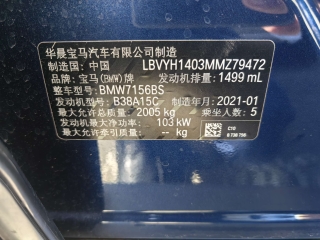 华晨宝马汽车有限公司制造
制造国: 中国 LBVYH1403MMZ79472
品牌: 宝马(BMW)牌 发动机排量: 1499 mL
整车型号: BMW7156BS
发动机型号: B38A15C 制造年月: 2021-01
最大允许总质量: 2005 kg 乘坐人数: 5
发动机最大净功率: 103 kW
最大允许
kg
C10